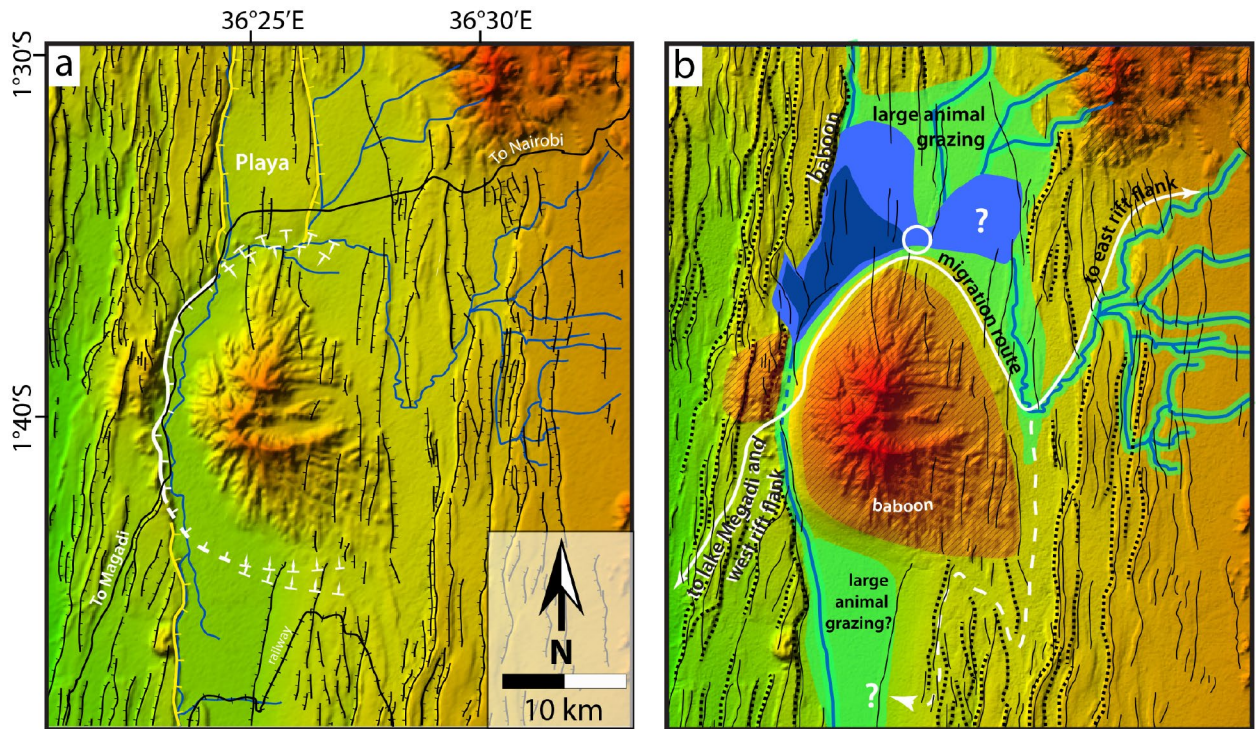 36°25′E
36°30′E
1°30′S
1°40′S
a
Playa
To Nairobi
To Magadi
railway
N
10 km
b
baboon
large animal
grazing
?
migration route
to east rift flank
to lake Megadi and
west rift flank
baboon
large
animal
grazing?
?